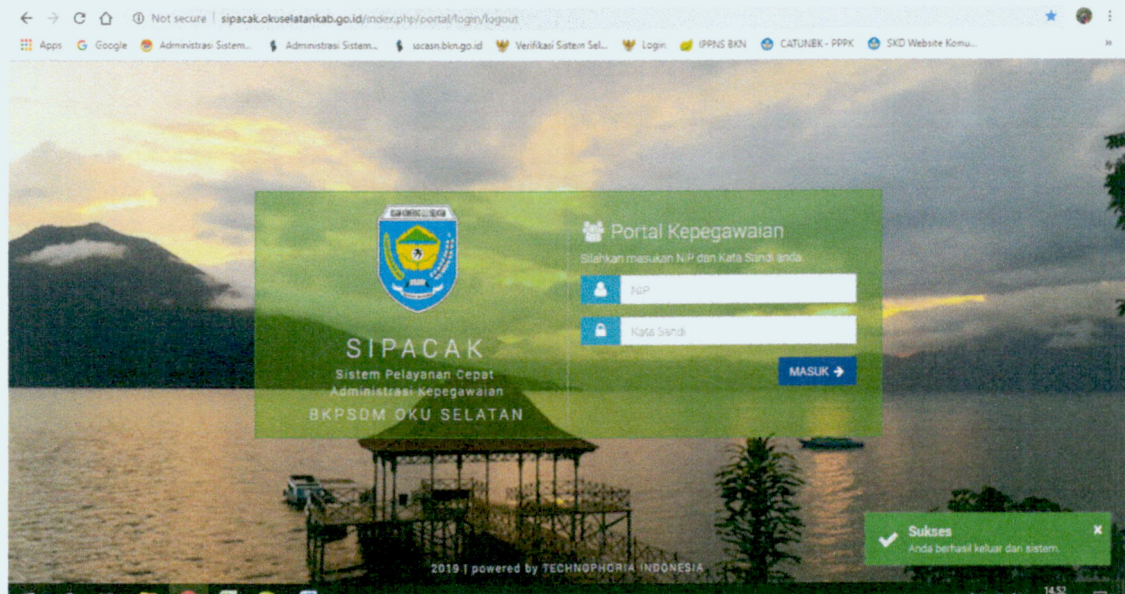 Not secure | sipacak.okuselatankab.go.id/index.php/portal/login/logout
Apps Google Administrasi Sistem... Administrasi Sistem... sscasn.bkn.go.id Verifikasi Sistem Sel... Login IPPNS BKN CATUNBK - PPPK SKD Website Komu...
SIPACAK
Sistem Pelayanan Cepat
Administrasi Kepegawaian
BKPSDM OKU SELATAN
Portal Kepegawaian
Silahkan masukan NIP dan Kata Sandi anda.
NIP
Kata Sandi
MASUK
Sukses
Anda berhasil keluar dari sistem.
2019 | powered by TECHNOPHORIA INDONESIA
14.52